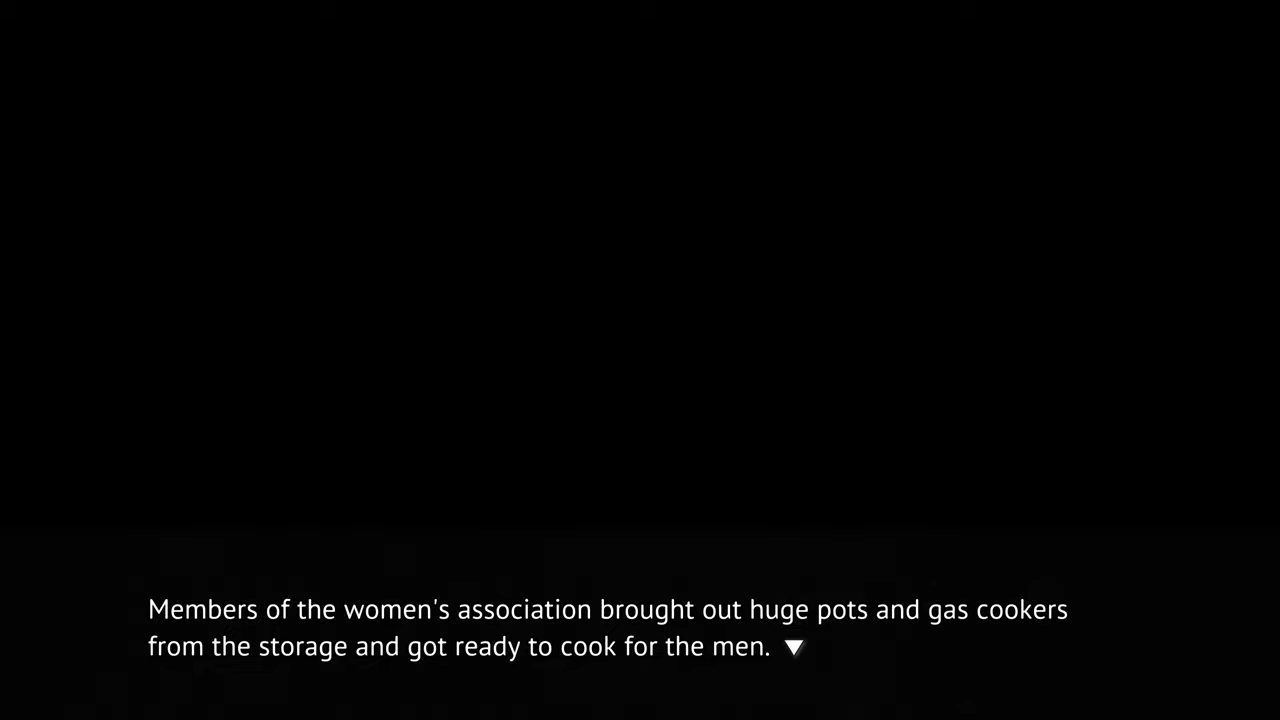 Members of the women's association brought out huge pots and gas cookers
from the storage and got ready to cook for the men.